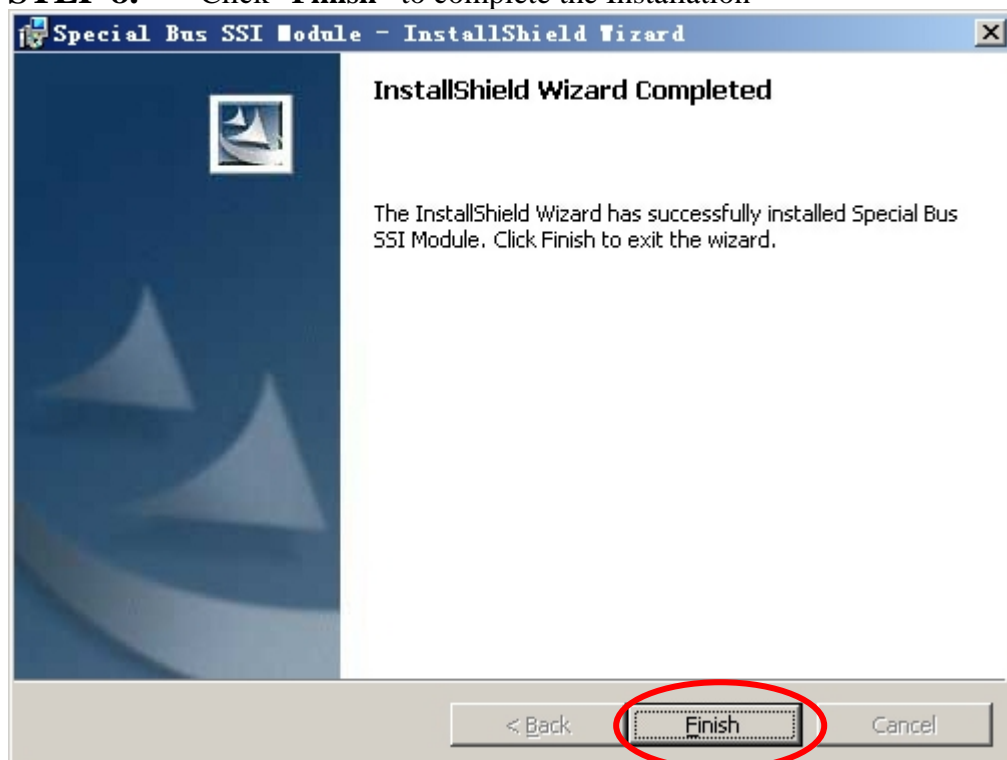 Click "Finish" to complete the Installation
Special Bus SSI Module - InstallShield Wizard
InstallShield Wizard Completed
The InstallShield Wizard has successfully installed Special Bus
SSI Module. Click Finish to exit the wizard.
< Back Finish Cancel